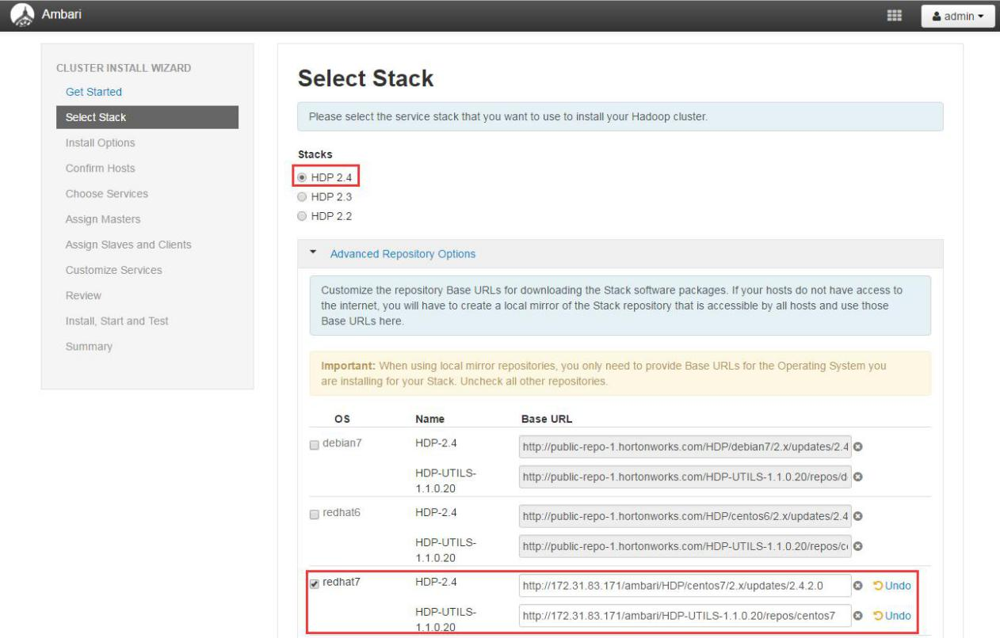 Ambari
admin
CLUSTER INSTALL WIZARD
Get Started
Select Stack
Install Options
Confirm Hosts
Choose Services
Assign Masters
Assign Slaves and Clients
Customize Services
Review
Install, Start and Test
Summary
Select Stack
Please select the service stack that you want to use to install your Hadoop cluster.
Stacks
HDP 2.4
HDP 2.3
HDP 2.2
Advanced Repository Options
Customize the repository Base URLs for downloading the Stack software packages. If your hosts do not have access to
the internet, you will have to create a local mirror of the Stack repository that is accessible by all hosts and use those
Base URLs here.
Important: When using local mirror repositories, you only need to provide Base URLs for the Operating System you
are installing for your Stack. Uncheck all other repositories.
OS Name Base URL
debian7 HDP-2.4 http://public-repo-1.hortonworks.com/HDP/debian7/2.x/updates/2.4
HDP-UTILS-
1.1.0.20
http://public-repo-1.hortonworks.com/HDP-UTILS-1.1.0.20/repos/d
redhat6 HDP-2.4 http://public-repo-1.hortonworks.com/HDP/centos6/2.x/updates/2.4
HDP-UTILS-
1.1.0.20
http://public-repo-1.hortonworks.com/HDP-UTILS-1.1.0.20/repos/c
redhat7 HDP-2.4 http://172.31.83.171/ambari/HDP/centos7/2.x/updates/2.4.2.0 Undo
HDP-UTILS-
1.1.0.20
http://172.31.83.171/ambari/HDP-UTILS-1.1.0.20/repos/centos7 Undo